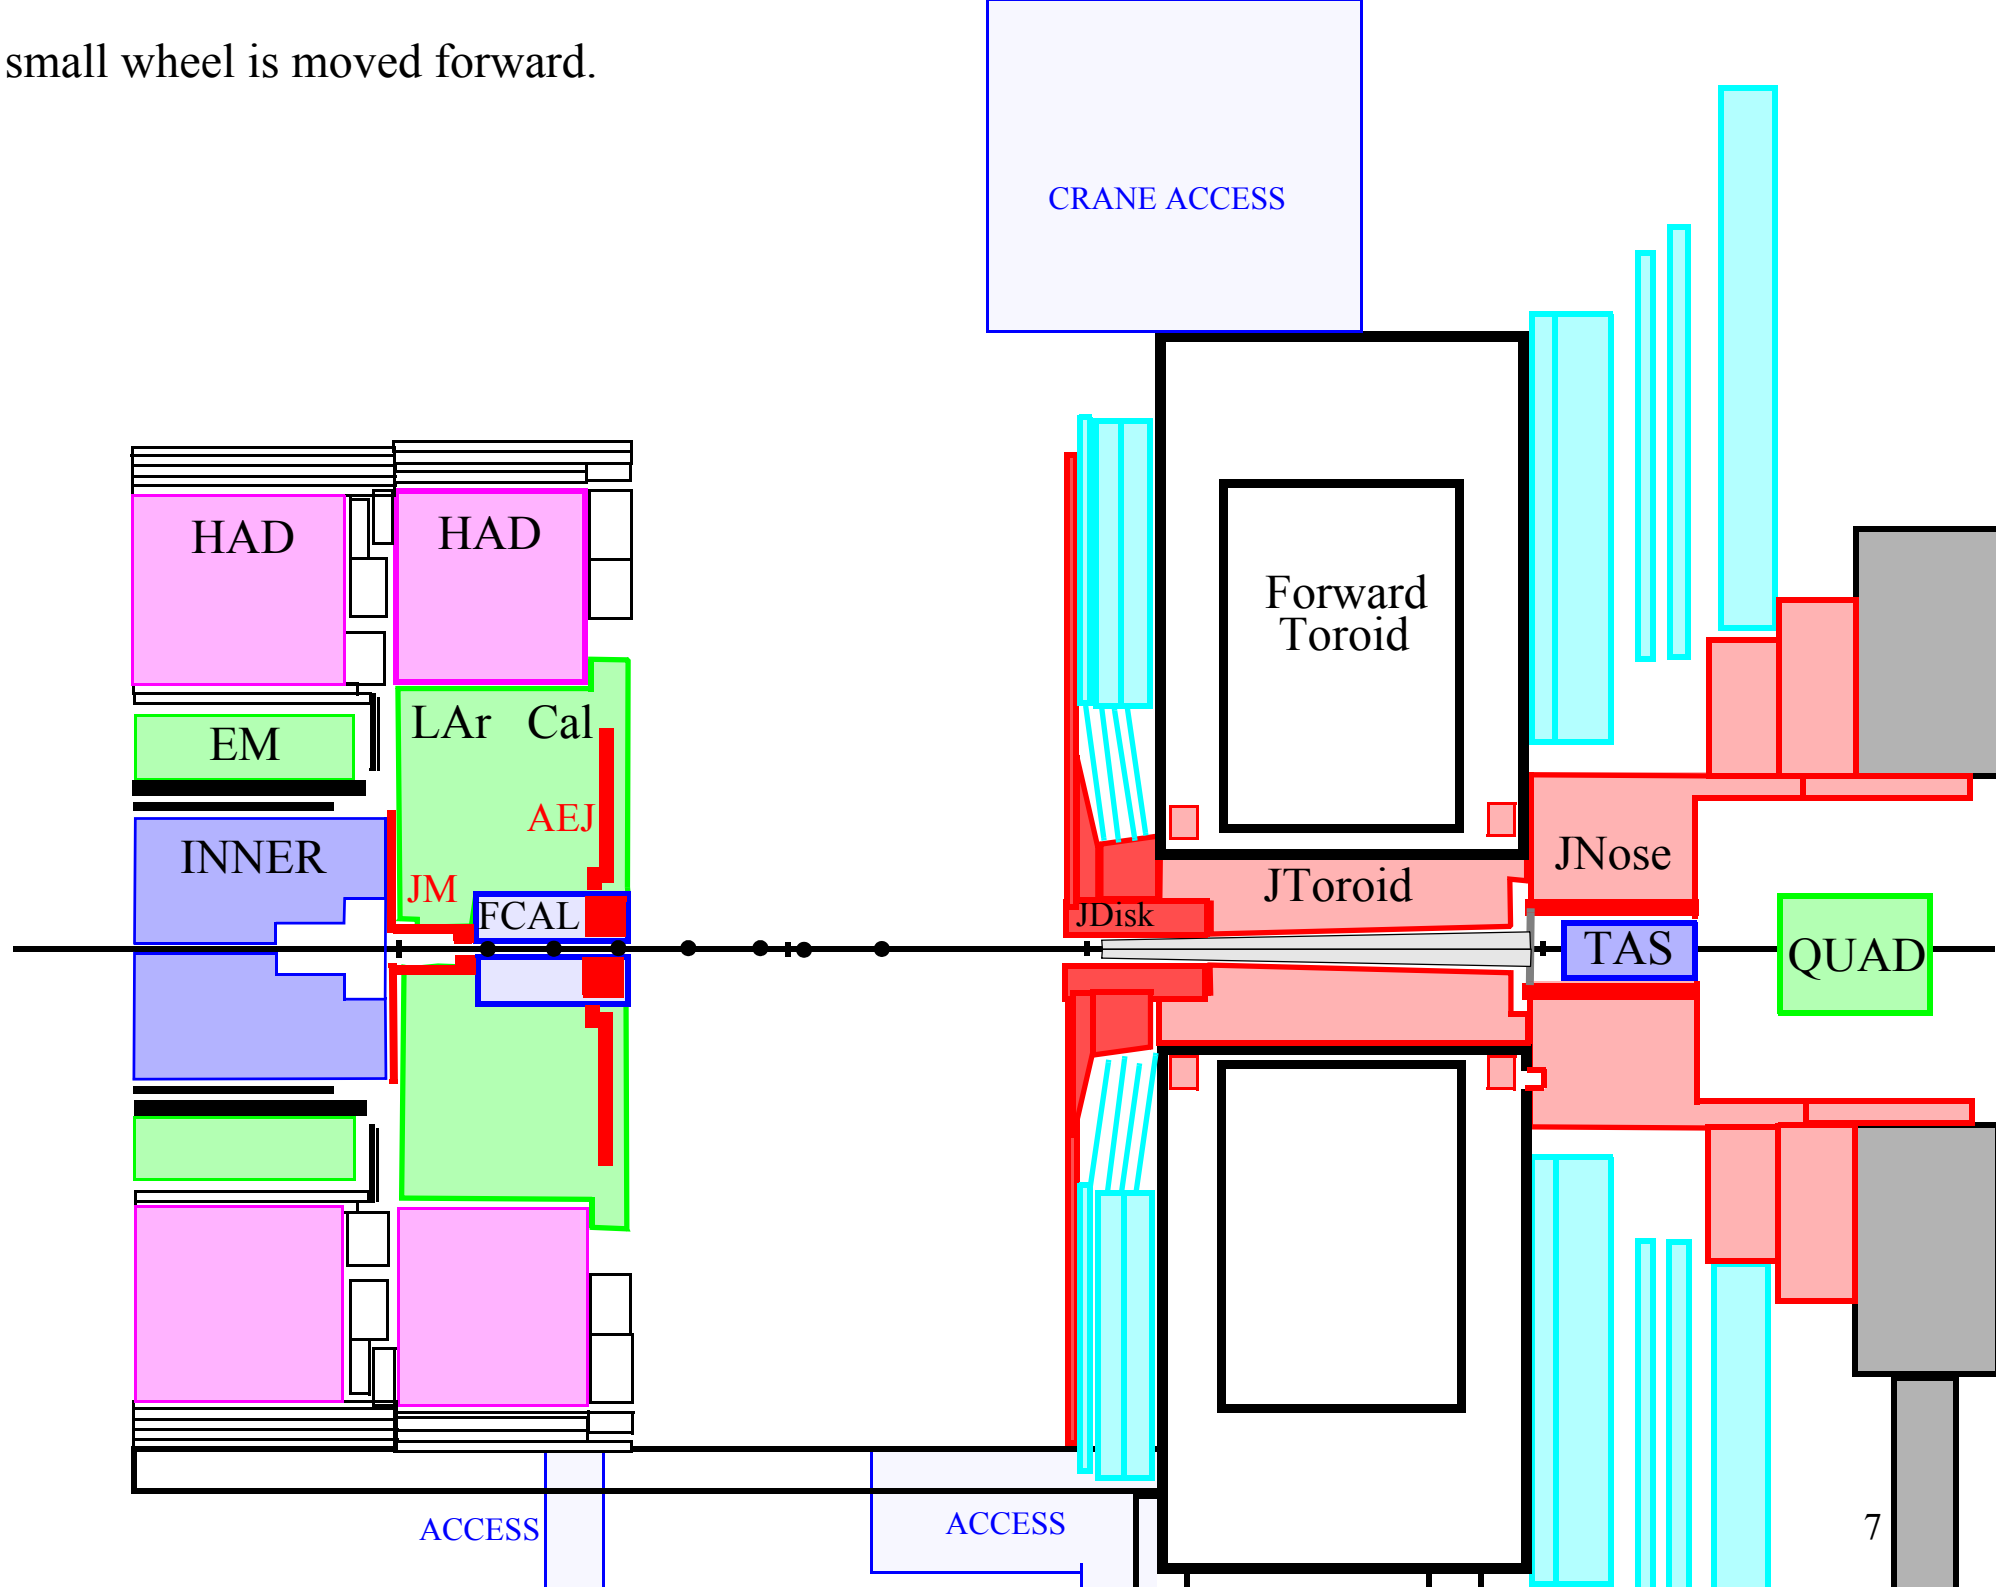 small wheel is moved forward.
CRANE ACCESS
HAD
HAD
Forward
Toroid
LAr Cal
EM
AEJ
INNER
JM
JToroid
JNose
FCAL
JDisk
TAS
QUAD
ACCESS
ACCESS
7